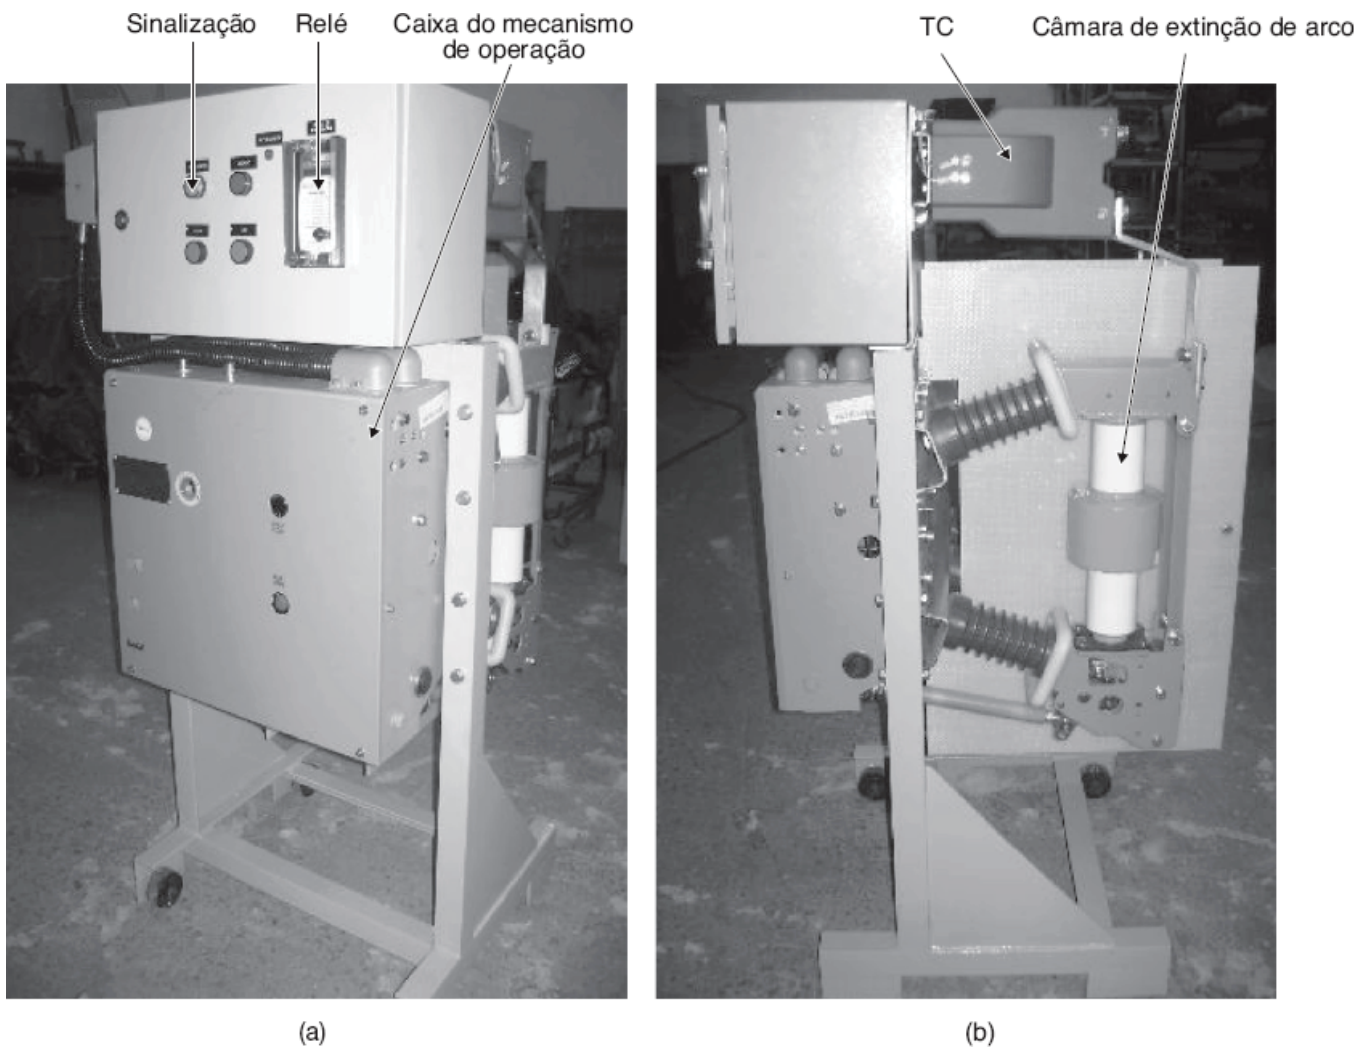 Sinalização Relé Caixa do mecanismo
de operação
TC Câmara de extinção de arco
(a) (b)